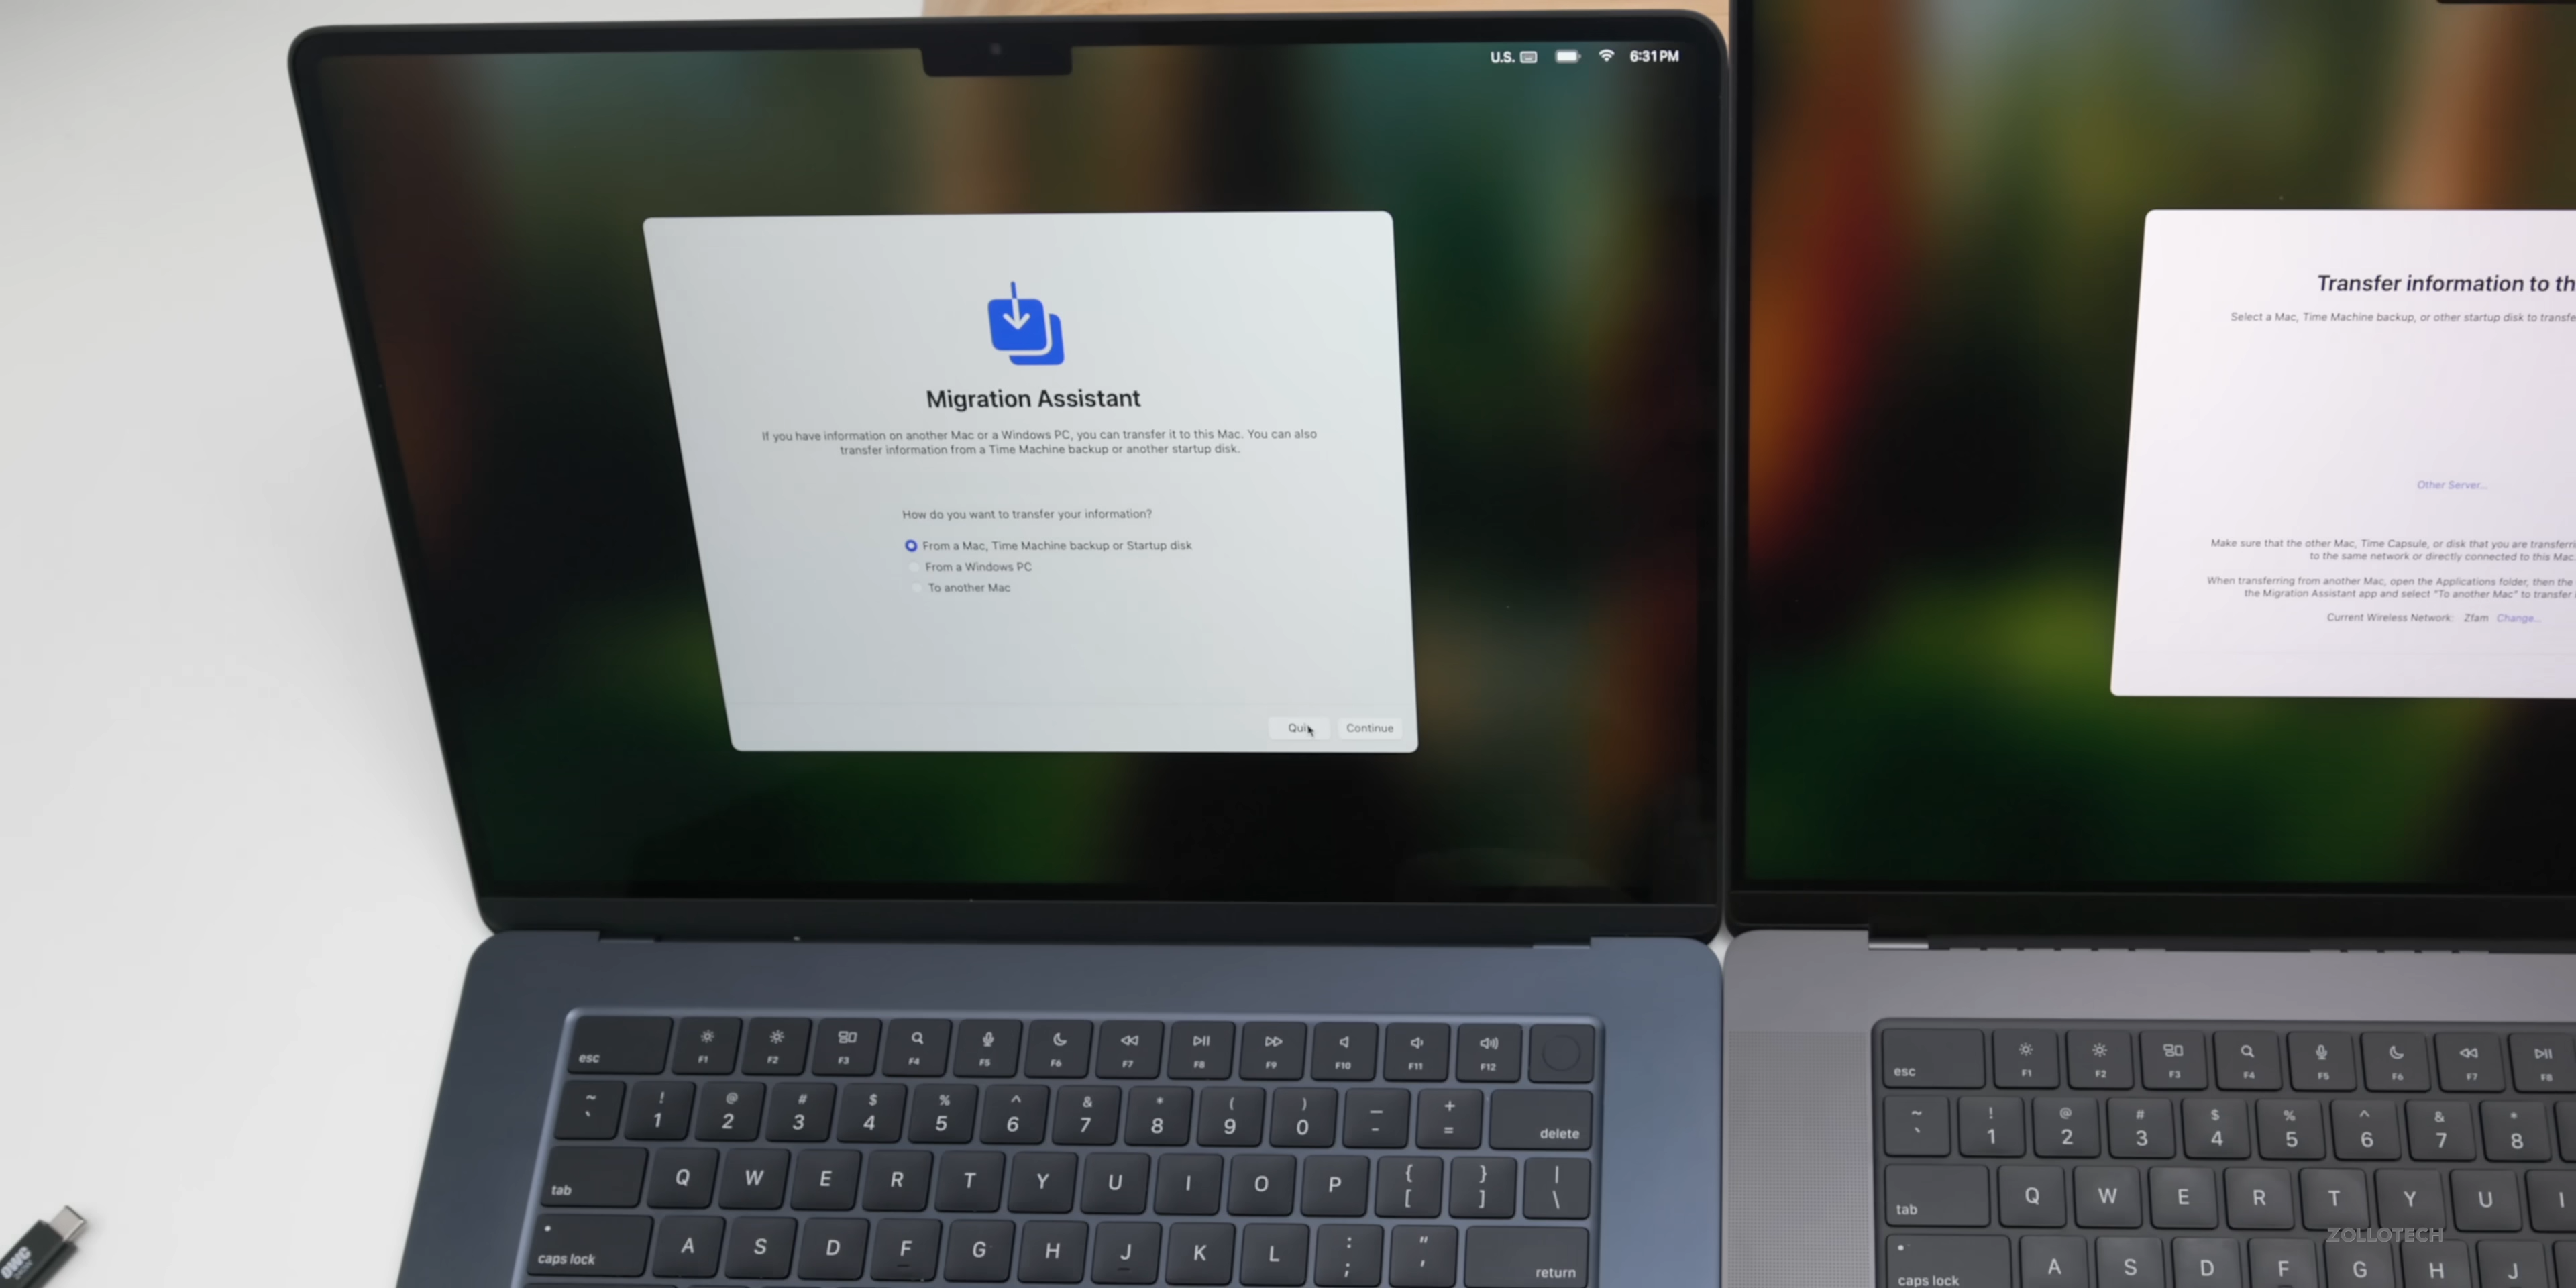 U.S. 6:31 PM
Migration Assistant
If you have information on another Mac or a Windows PC, you can transfer it to this Mac. You can also
transfer information from a Time Machine backup or another startup disk.
How do you want to transfer your information?
From a Mac, Time Machine backup or Startup disk
From a Windows PC
To another Mac
Quit Continue
Transfer information to th
Select a Mac, Time Machine backup, or other startup disk to transfe
Other Server...
Make sure that the other Mac, Time Capsule, or disk that you are transferri
to the same network or directly connected to this Mac.
When transferring from another Mac, open the Applications folder, then the
the Migration Assistant app and select "To another Mac" to transfer
Current Wireless Network: Zfam Change...
esc F1 F2 F3 F4 F5 F6 F7 F8 F9 F10 F11 F12
~ ! @ # $ % ^ & * ( ) _ +
` 1 2 3 4 5 6 7 8 9 0 - = delete
tab Q W E R T Y U I O P { [ } ] | \
caps lock A S D F G H J K L : ; " ' return
esc F1 F2 F3 F4 F5 F6 F7 F8
~ ! @ # $ % ^ & *
` 1 2 3 4 5 6 7 8
tab Q W E R T Y U I
caps lock A S D F G H J
OWC
ZOLLOTECH